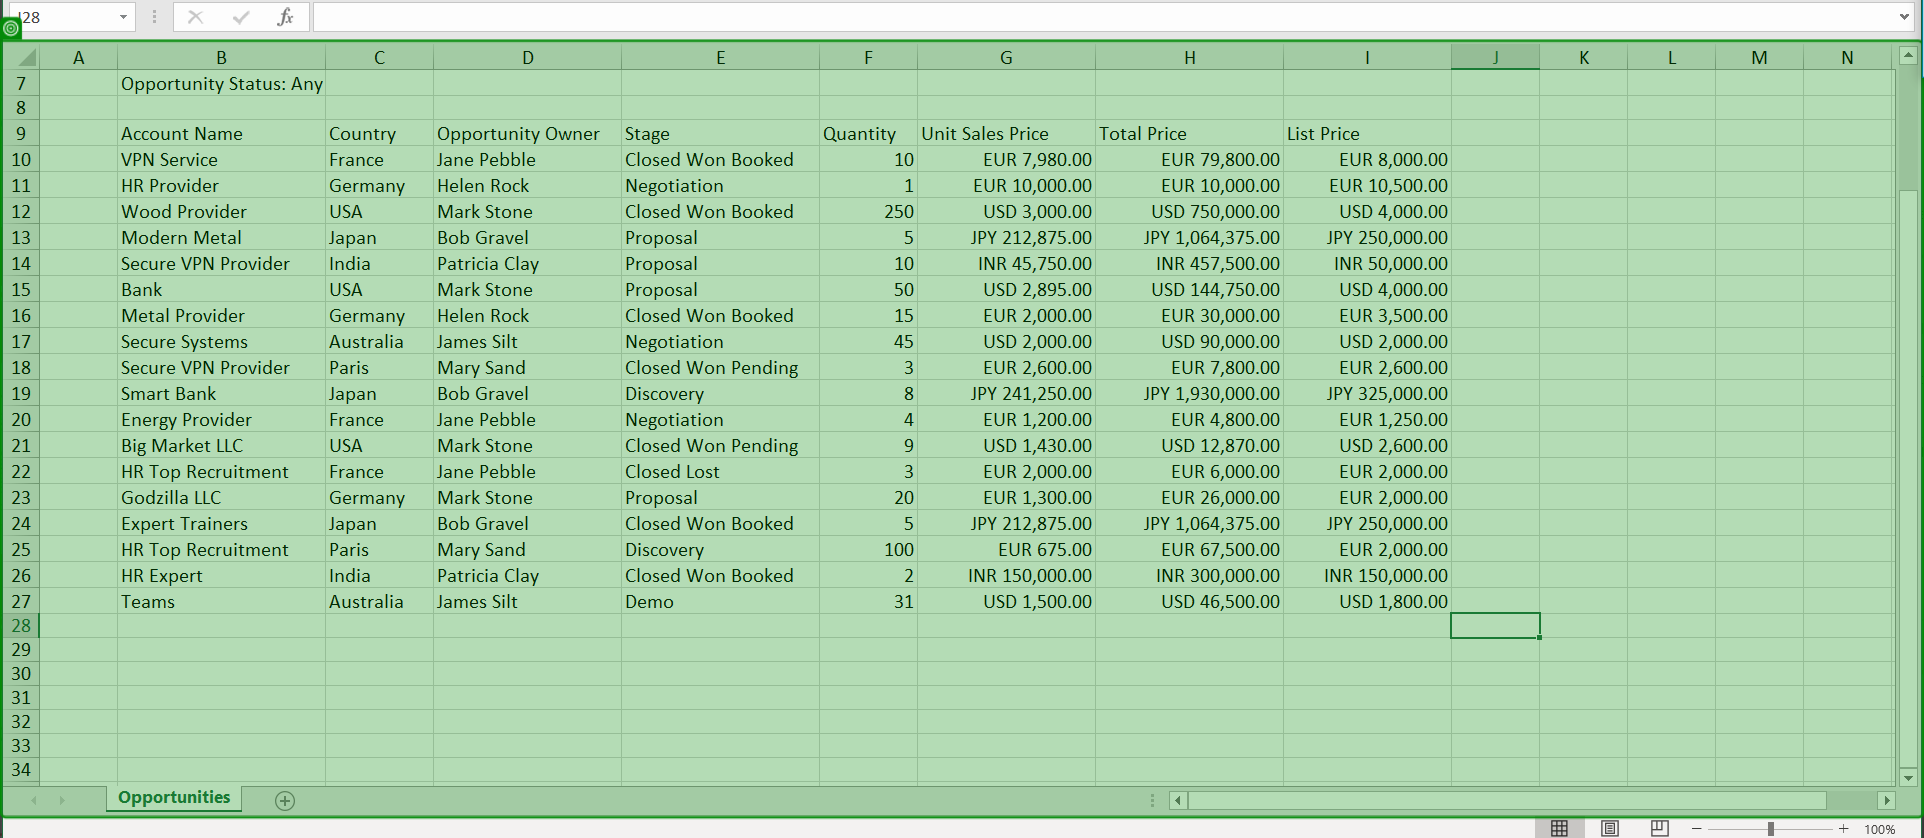 J28 fx
A B C D E F G H I J K L M N
7 Opportunity Status: Any
8
9 Account Name Country Opportunity Owner Stage Quantity Unit Sales Price Total Price List Price
10 VPN Service France Jane Pebble Closed Won Booked 10 EUR 7,980.00 EUR 79,800.00 EUR 8,000.00
11 HR Provider Germany Helen Rock Negotiation 1 EUR 10,000.00 EUR 10,000.00 EUR 10,500.00
12 Wood Provider USA Mark Stone Closed Won Booked 250 USD 3,000.00 USD 750,000.00 USD 4,000.00
13 Modern Metal Japan Bob Gravel Proposal 5 JPY 212,875.00 JPY 1,064,375.00 JPY 250,000.00
14 Secure VPN Provider India Patricia Clay Proposal 10 INR 45,750.00 INR 457,500.00 INR 50,000.00
15 Bank USA Mark Stone Proposal 50 USD 2,895.00 USD 144,750.00 USD 4,000.00
16 Metal Provider Germany Helen Rock Closed Won Booked 15 EUR 2,000.00 EUR 30,000.00 EUR 3,500.00
17 Secure Systems Australia James Silt Negotiation 45 USD 2,000.00 USD 90,000.00 USD 2,000.00
18 Secure VPN Provider Paris Mary Sand Closed Won Pending 3 EUR 2,600.00 EUR 7,800.00 EUR 2,600.00
19 Smart Bank Japan Bob Gravel Discovery 8 JPY 241,250.00 JPY 1,930,000.00 JPY 325,000.00
20 Energy Provider France Jane Pebble Negotiation 4 EUR 1,200.00 EUR 4,800.00 EUR 1,250.00
21 Big Market LLC USA Mark Stone Closed Won Pending 9 USD 1,430.00 USD 12,870.00 USD 2,600.00
22 HR Top Recruitment France Jane Pebble Closed Lost 3 EUR 2,000.00 EUR 6,000.00 EUR 2,000.00
23 Godzilla LLC Germany Mark Stone Proposal 20 EUR 1,300.00 EUR 26,000.00 EUR 2,000.00
24 Expert Trainers Japan Bob Gravel Closed Won Booked 5 JPY 212,875.00 JPY 1,064,375.00 JPY 250,000.00
25 HR Top Recruitment Paris Mary Sand Discovery 100 EUR 675.00 EUR 67,500.00 EUR 2,000.00
26 HR Expert India Patricia Clay Closed Won Booked 2 INR 150,000.00 INR 300,000.00 INR 150,000.00
27 Teams Australia James Silt Demo 31 USD 1,500.00 USD 46,500.00 USD 1,800.00
28
29
30
31
32
33
34
Opportunities
100%